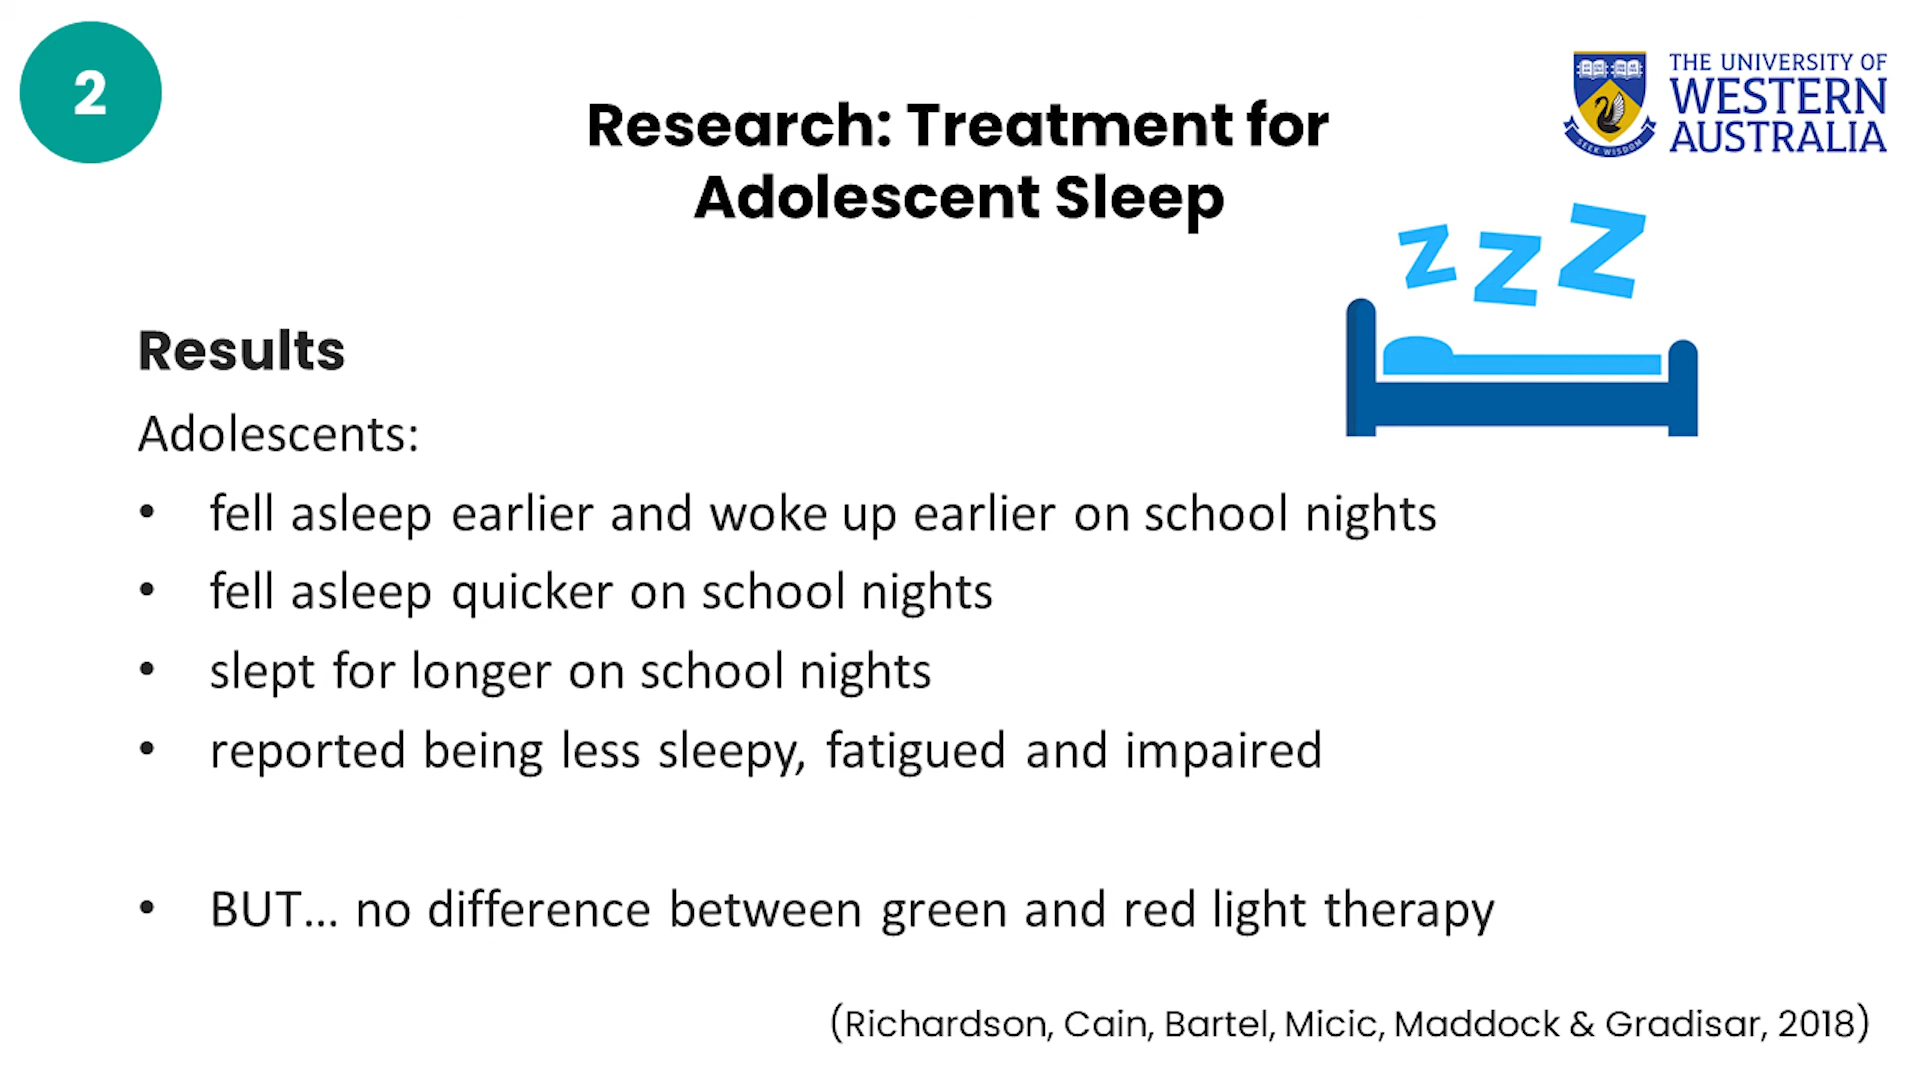 2
THE UNIVERSITY OF
WESTERN
AUSTRALIA
SEEK WISDOM
Research: Treatment for
Adolescent Sleep
z z z
Results
Adolescents:
• fell asleep earlier and woke up earlier on school nights
• fell asleep quicker on school nights
• slept for longer on school nights
• reported being less sleepy, fatigued and impaired
• BUT... no difference between green and red light therapy
(Richardson, Cain, Bartel, Micic, Maddock & Gradisar, 2018)